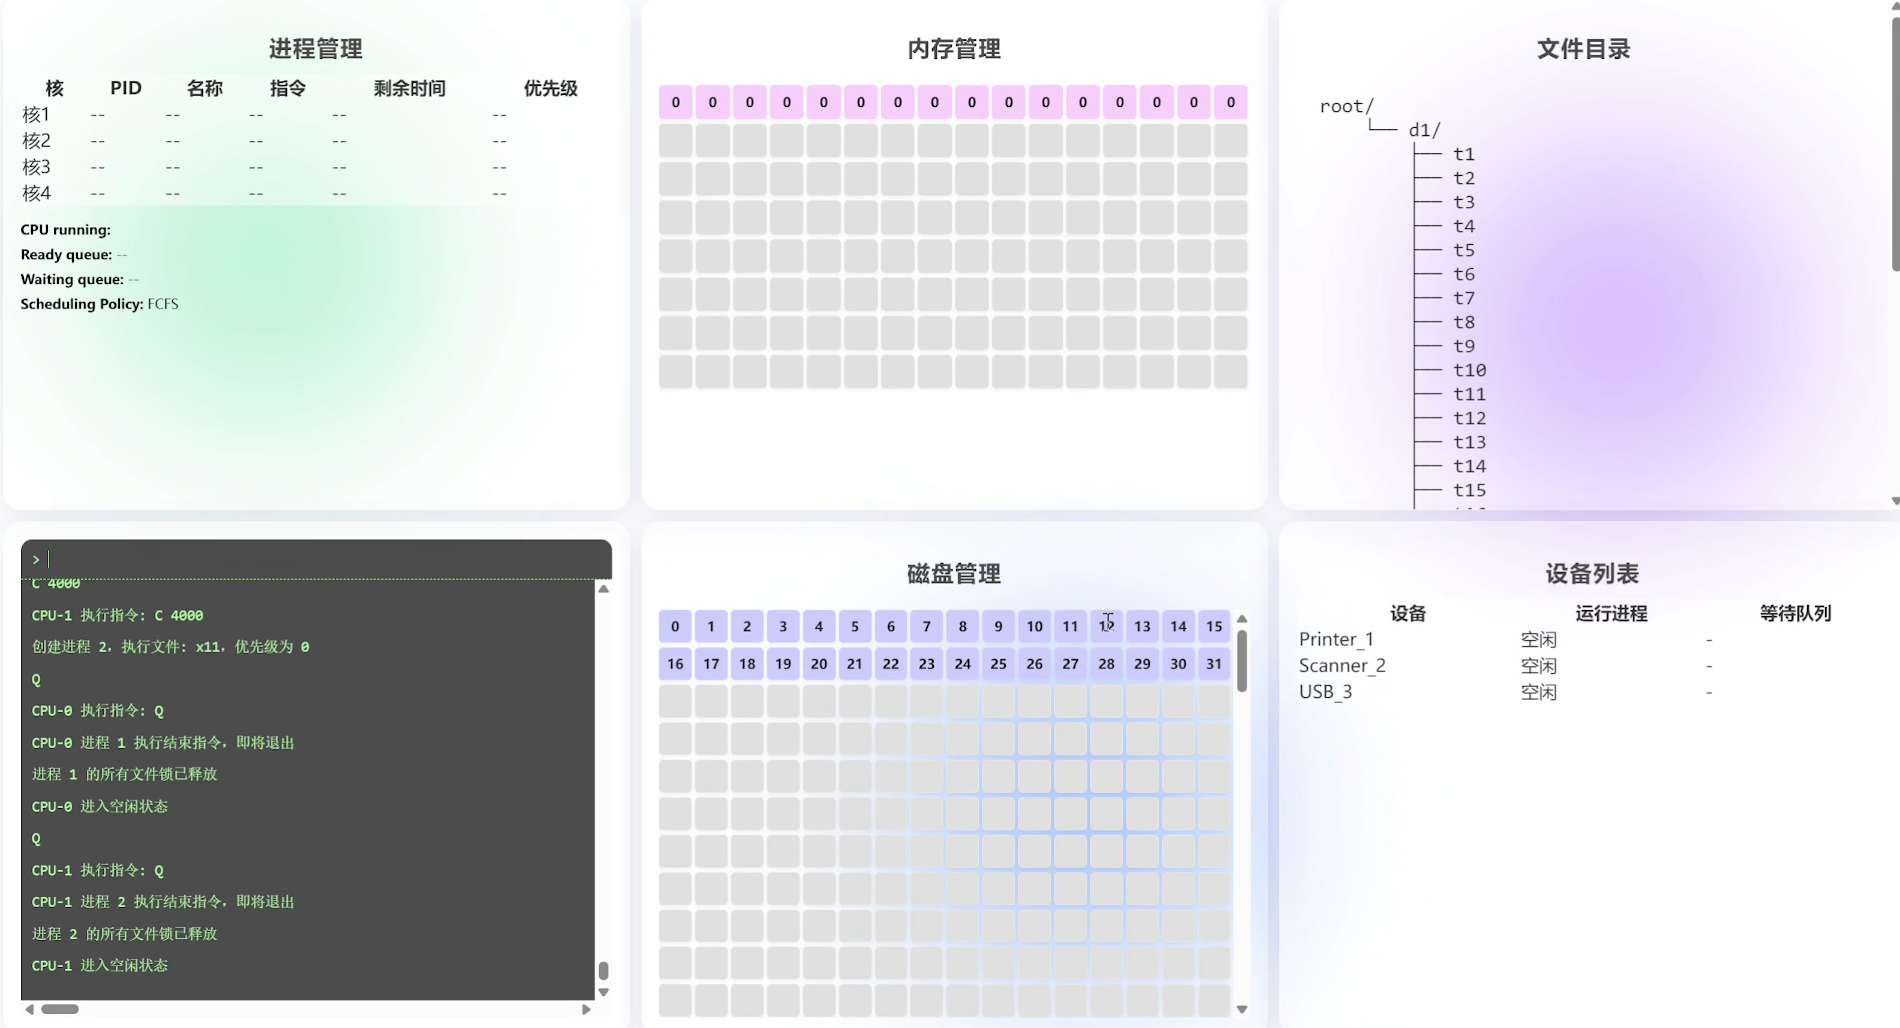 进程管理
核 PID 名称 指令 剩余时间 优先级
核1 -- -- -- -- --
核2 -- -- -- -- --
核3 -- -- -- -- --
核4 -- -- -- -- --
CPU running:
Ready queue: --
Waiting queue: --
Scheduling Policy: FCFS
内存管理
0 0 0 0 0 0 0 0 0 0 0 0 0 0 0 0
文件目录
root/
└── d1/
├── t1
├── t2
├── t3
├── t4
├── t5
├── t6
├── t7
├── t8
├── t9
├── t10
├── t11
├── t12
├── t13
├── t14
├── t15
>
C 4000
CPU-1 执行指令: C 4000
创建进程 2，执行文件: x11，优先级为 0
Q
CPU-0 执行指令: Q
CPU-0 进程 1 执行结束指令，即将退出
进程 1 的所有文件锁已释放
CPU-0 进入空闲状态
Q
CPU-1 执行指令: Q
CPU-1 进程 2 执行结束指令，即将退出
进程 2 的所有文件锁已释放
CPU-1 进入空闲状态
磁盘管理
0 1 2 3 4 5 6 7 8 9 10 11 12 13 14 15
16 17 18 19 20 21 22 23 24 25 26 27 28 29 30 31
设备列表
设备 运行进程 等待队列
Printer_1 空闲 -
Scanner_2 空闲 -
USB_3 空闲 -